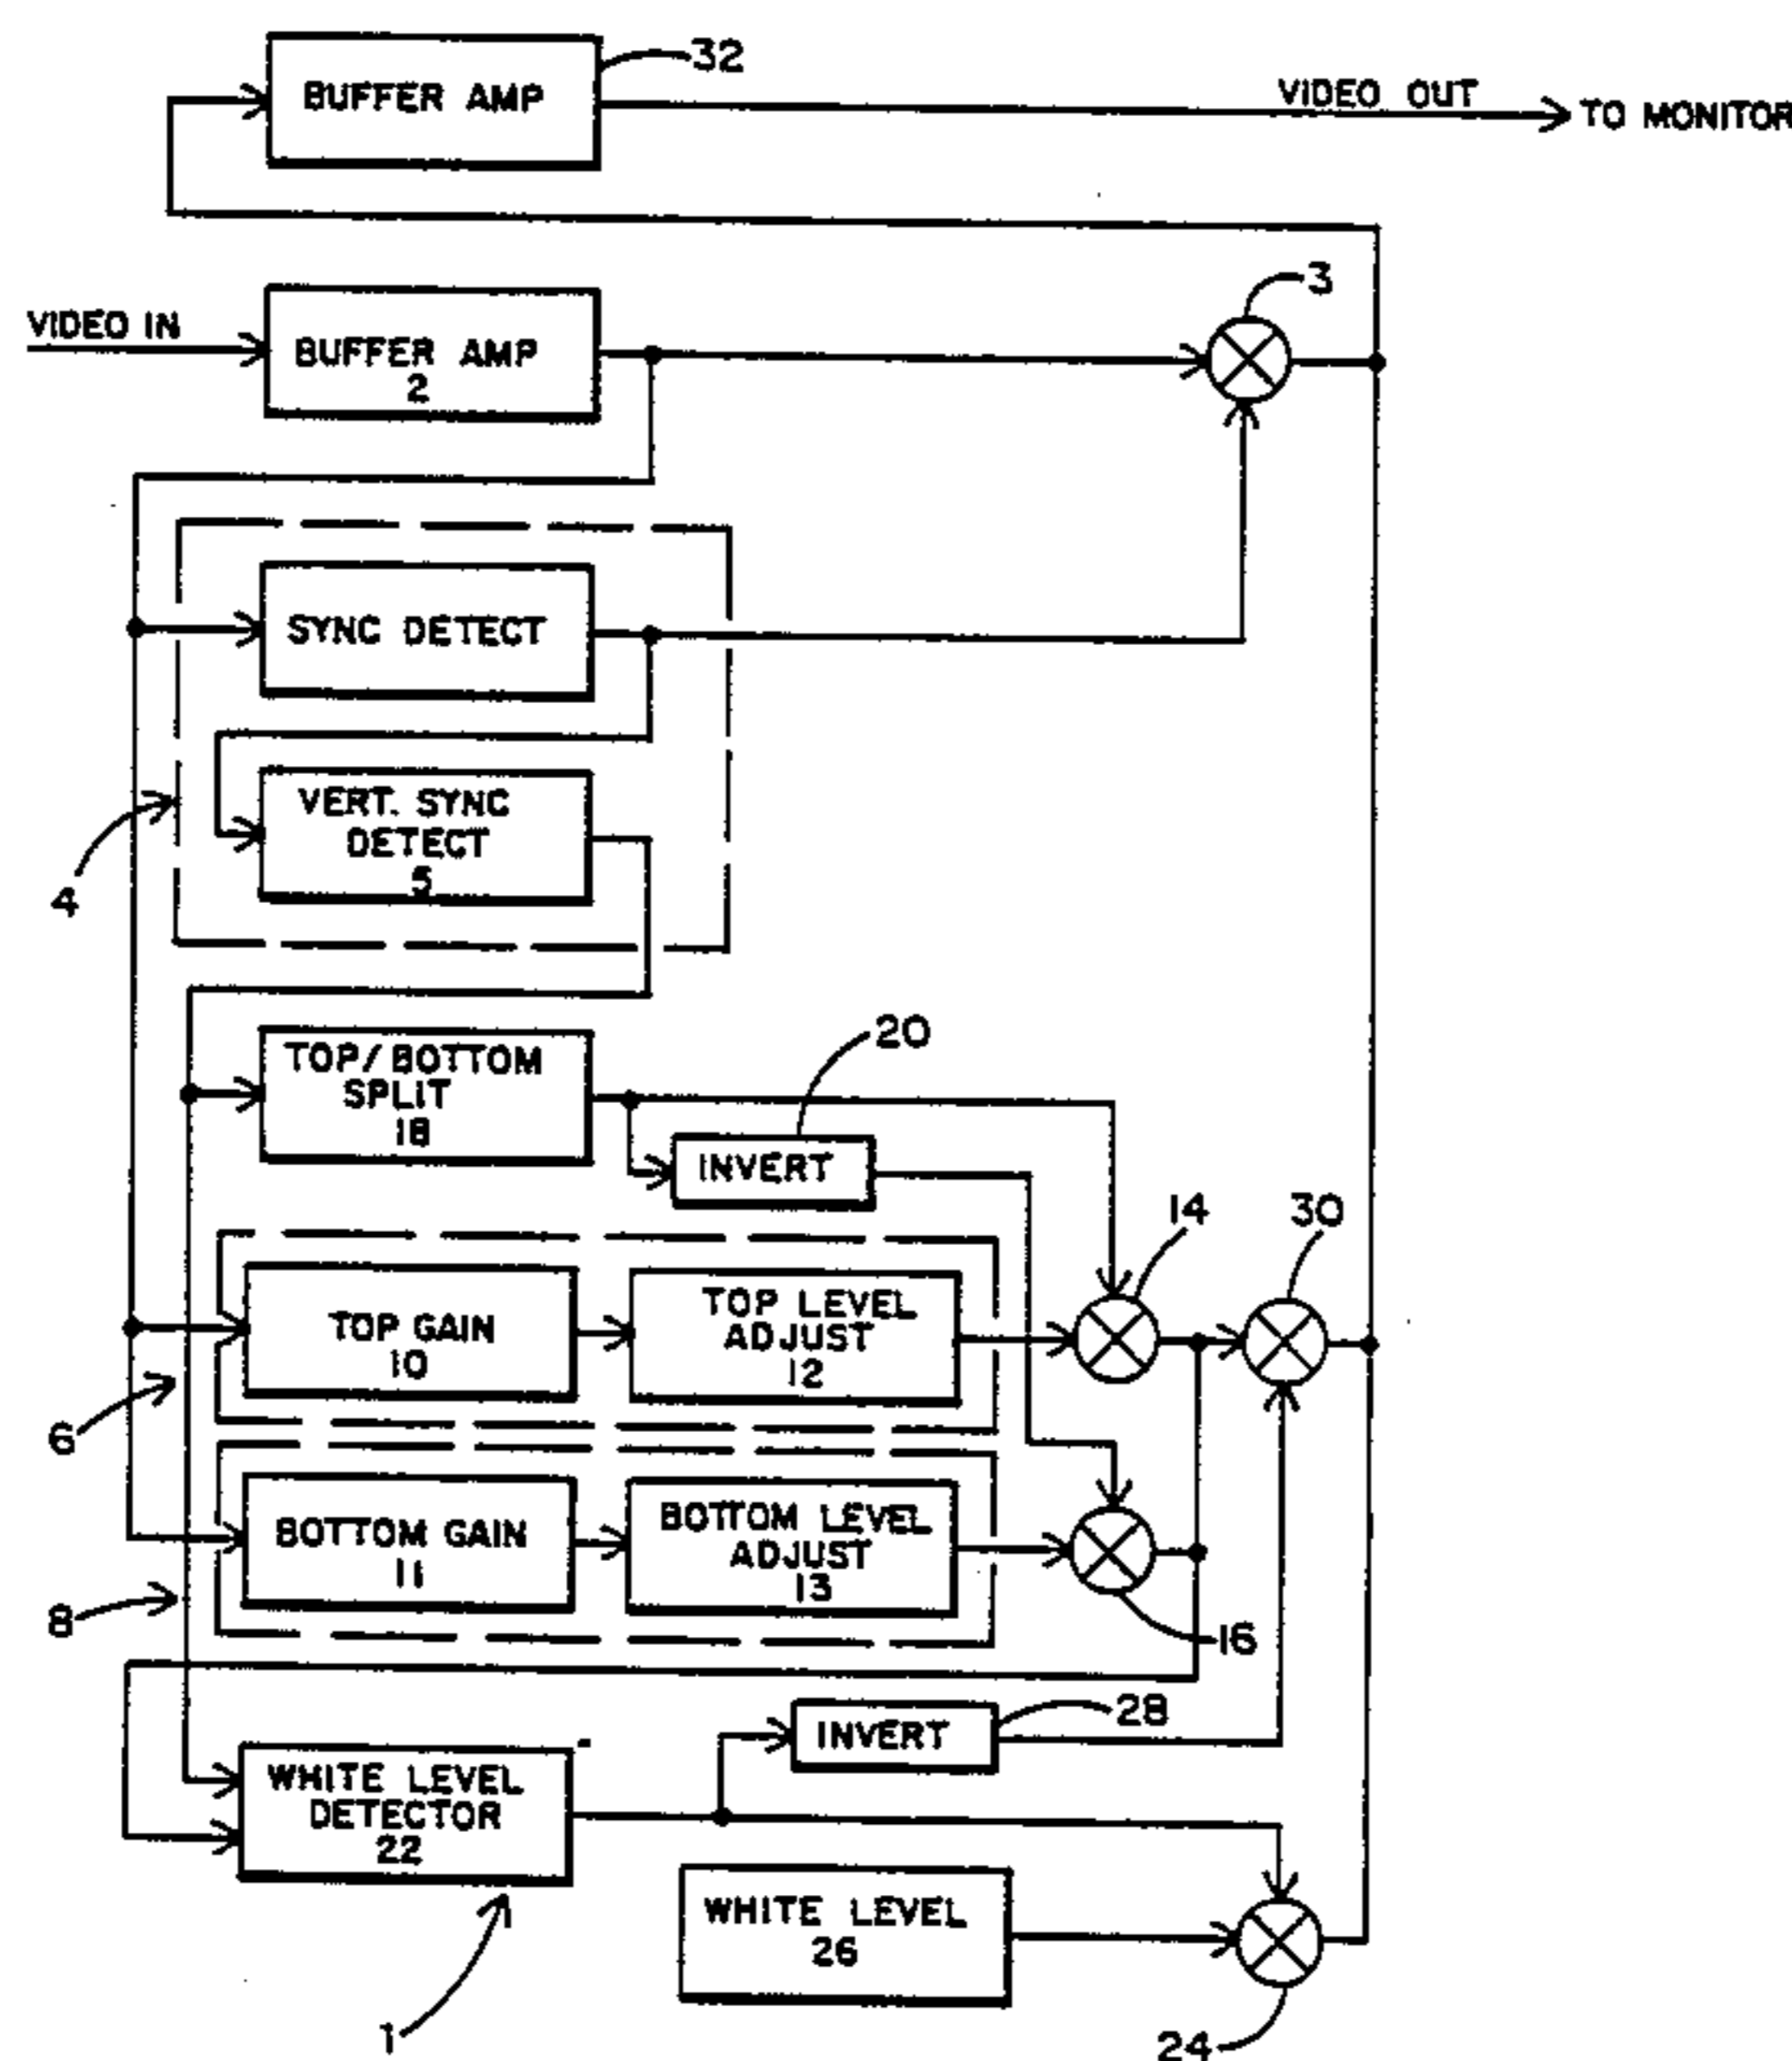 BUFFER AMP
32
VIDEO OUT
TO MONITOR
3
VIDEO IN
BUFFER AMP
2
SYNC DETECT
VERT. SYNC
DETECT
5
4
TOP/BOTTOM
SPLIT
18
20
INVERT
14
30
TOP GAIN
10
TOP LEVEL
ADJUST
12
6
BOTTOM GAIN
11
BOTTOM LEVEL
ADJUST
13
8
16
INVERT
28
WHITE LEVEL
DETECTOR
22
WHITE LEVEL
26
1
24